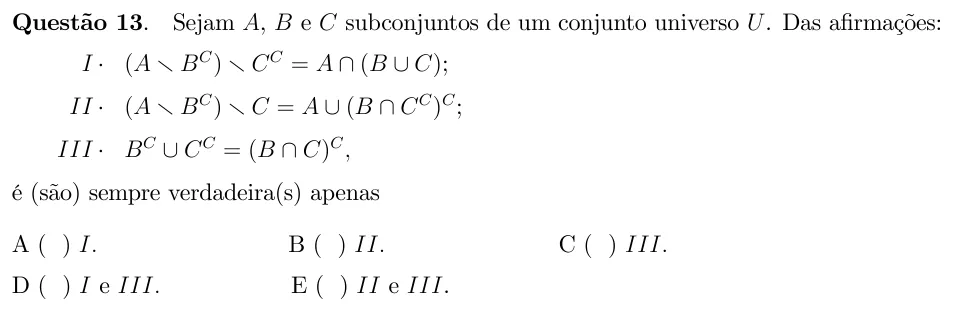 Questão 13. Sejam A, B e C subconjuntos de um conjunto universo U. Das afirmações:
I · (A ∖ B^C) ∖ C^C = A ∩ (B ∪ C);
II · (A ∖ B^C) ∖ C = A ∪ (B ∩ C^C)^C;
III · B^C ∪ C^C = (B ∩ C)^C,
é (são) sempre verdadeira(s) apenas
A ( ) I. B ( ) II. C ( ) III.
D ( ) I e III. E ( ) II e III.